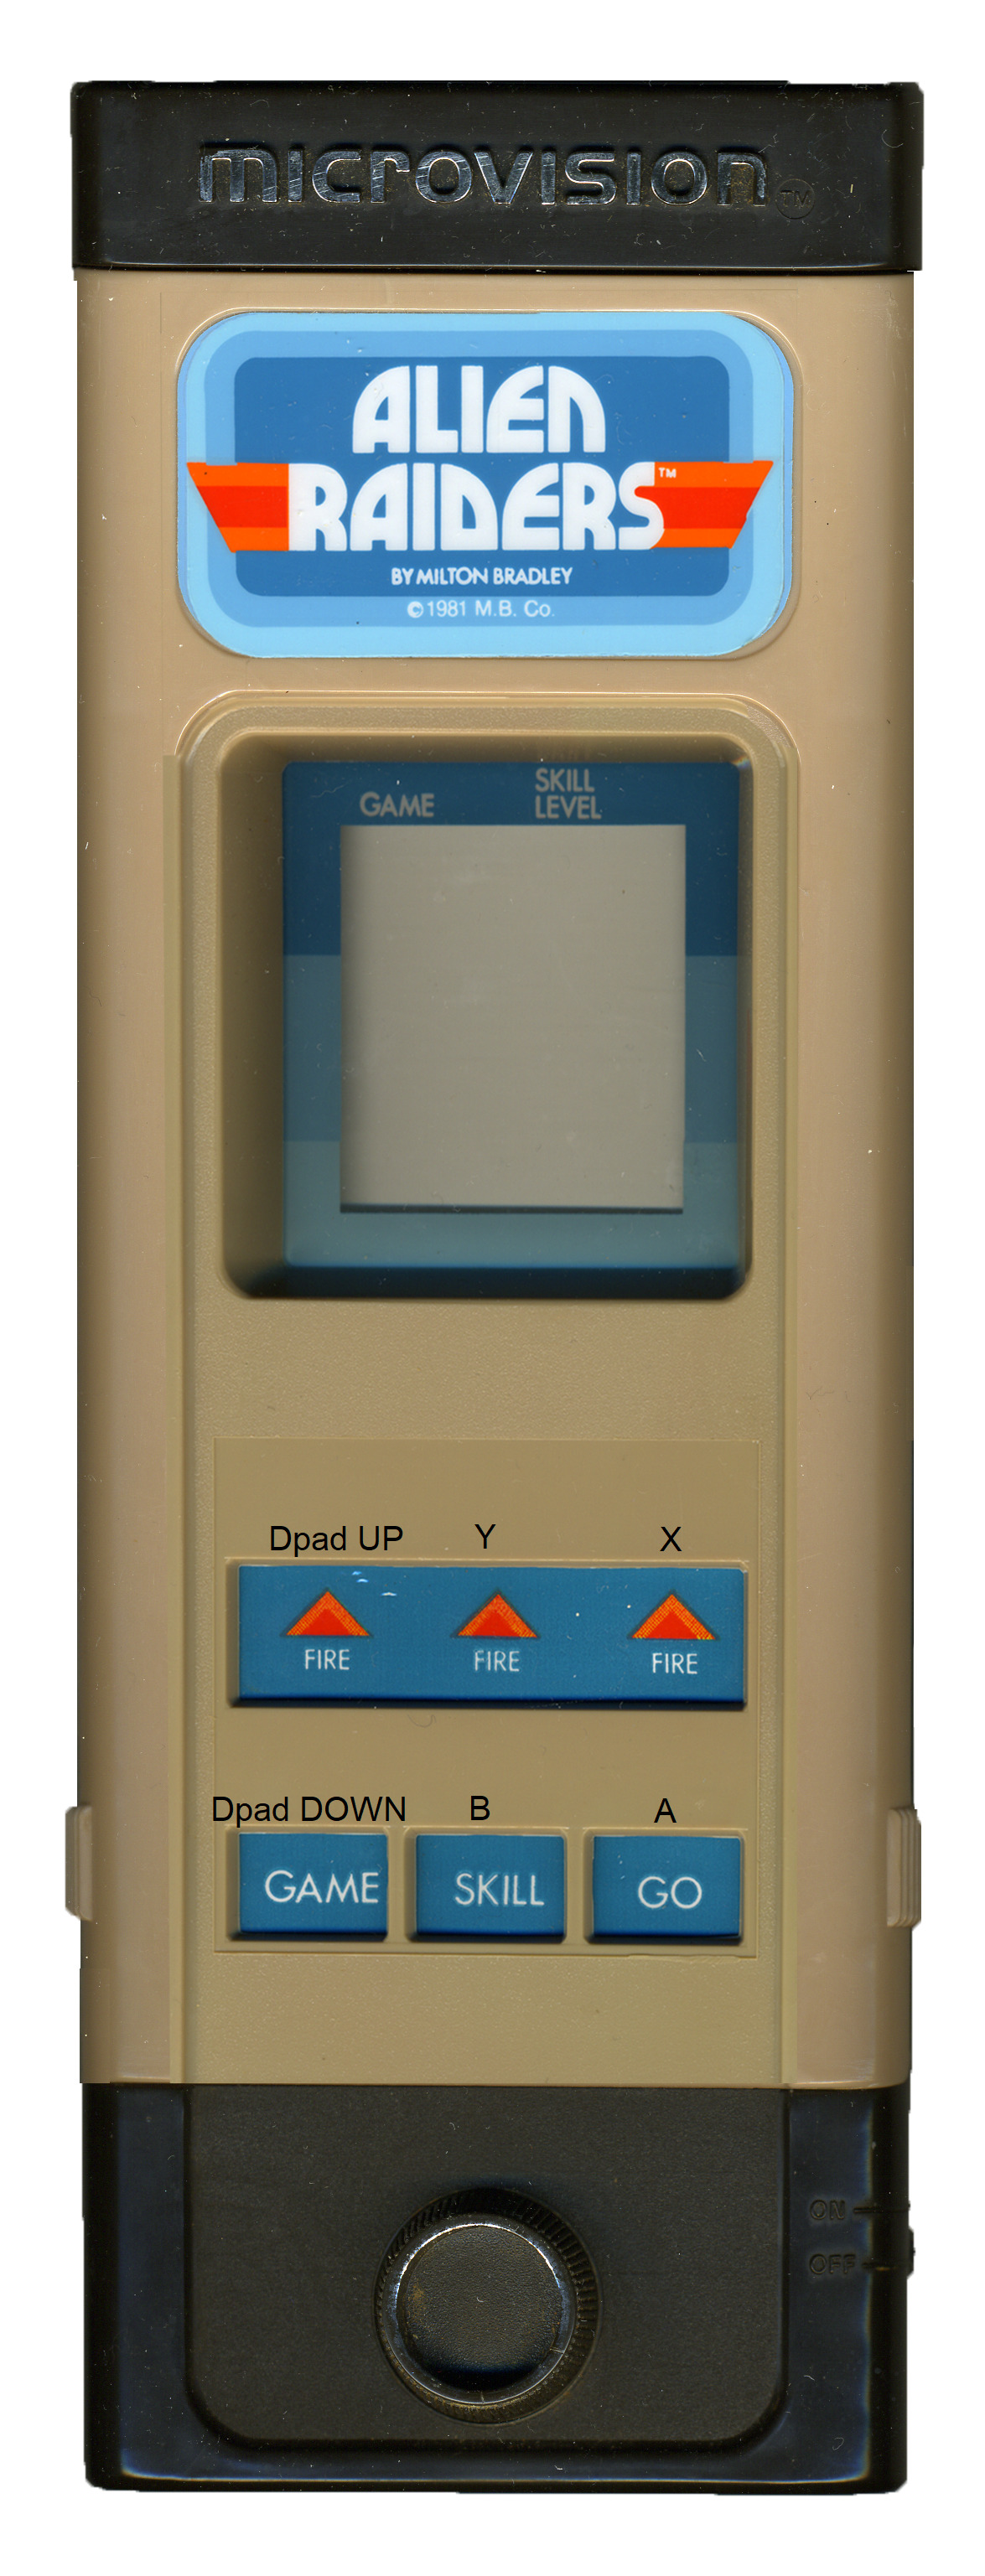 microvision TM
ALIEN
RAIDERS TM
BY MILTON BRADLEY
©1981 M.B. Co.
SKILL
GAME LEVEL
Dpad UP Y X
FIRE FIRE FIRE
Dpad DOWN B A
GAME SKILL GO
ON
OFF